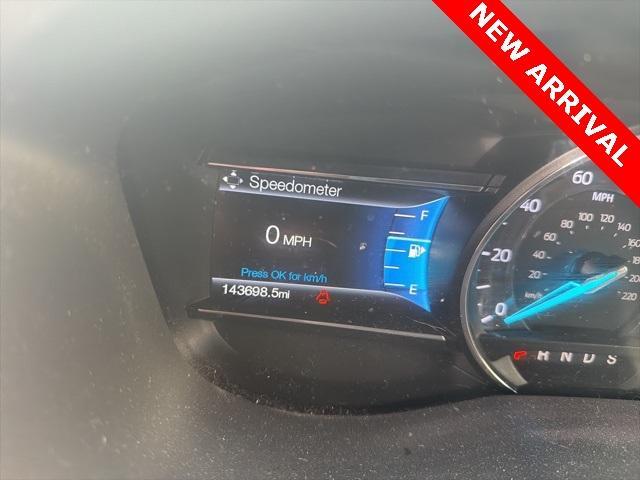 NEW ARRIVAL
Speedometer
0 MPH
Press OK for km/h
143698.5mi
F
E
0
20
40
60
MPH
km/h
20
40
60
80
100
120
140
160
180
200
220
P R N D S